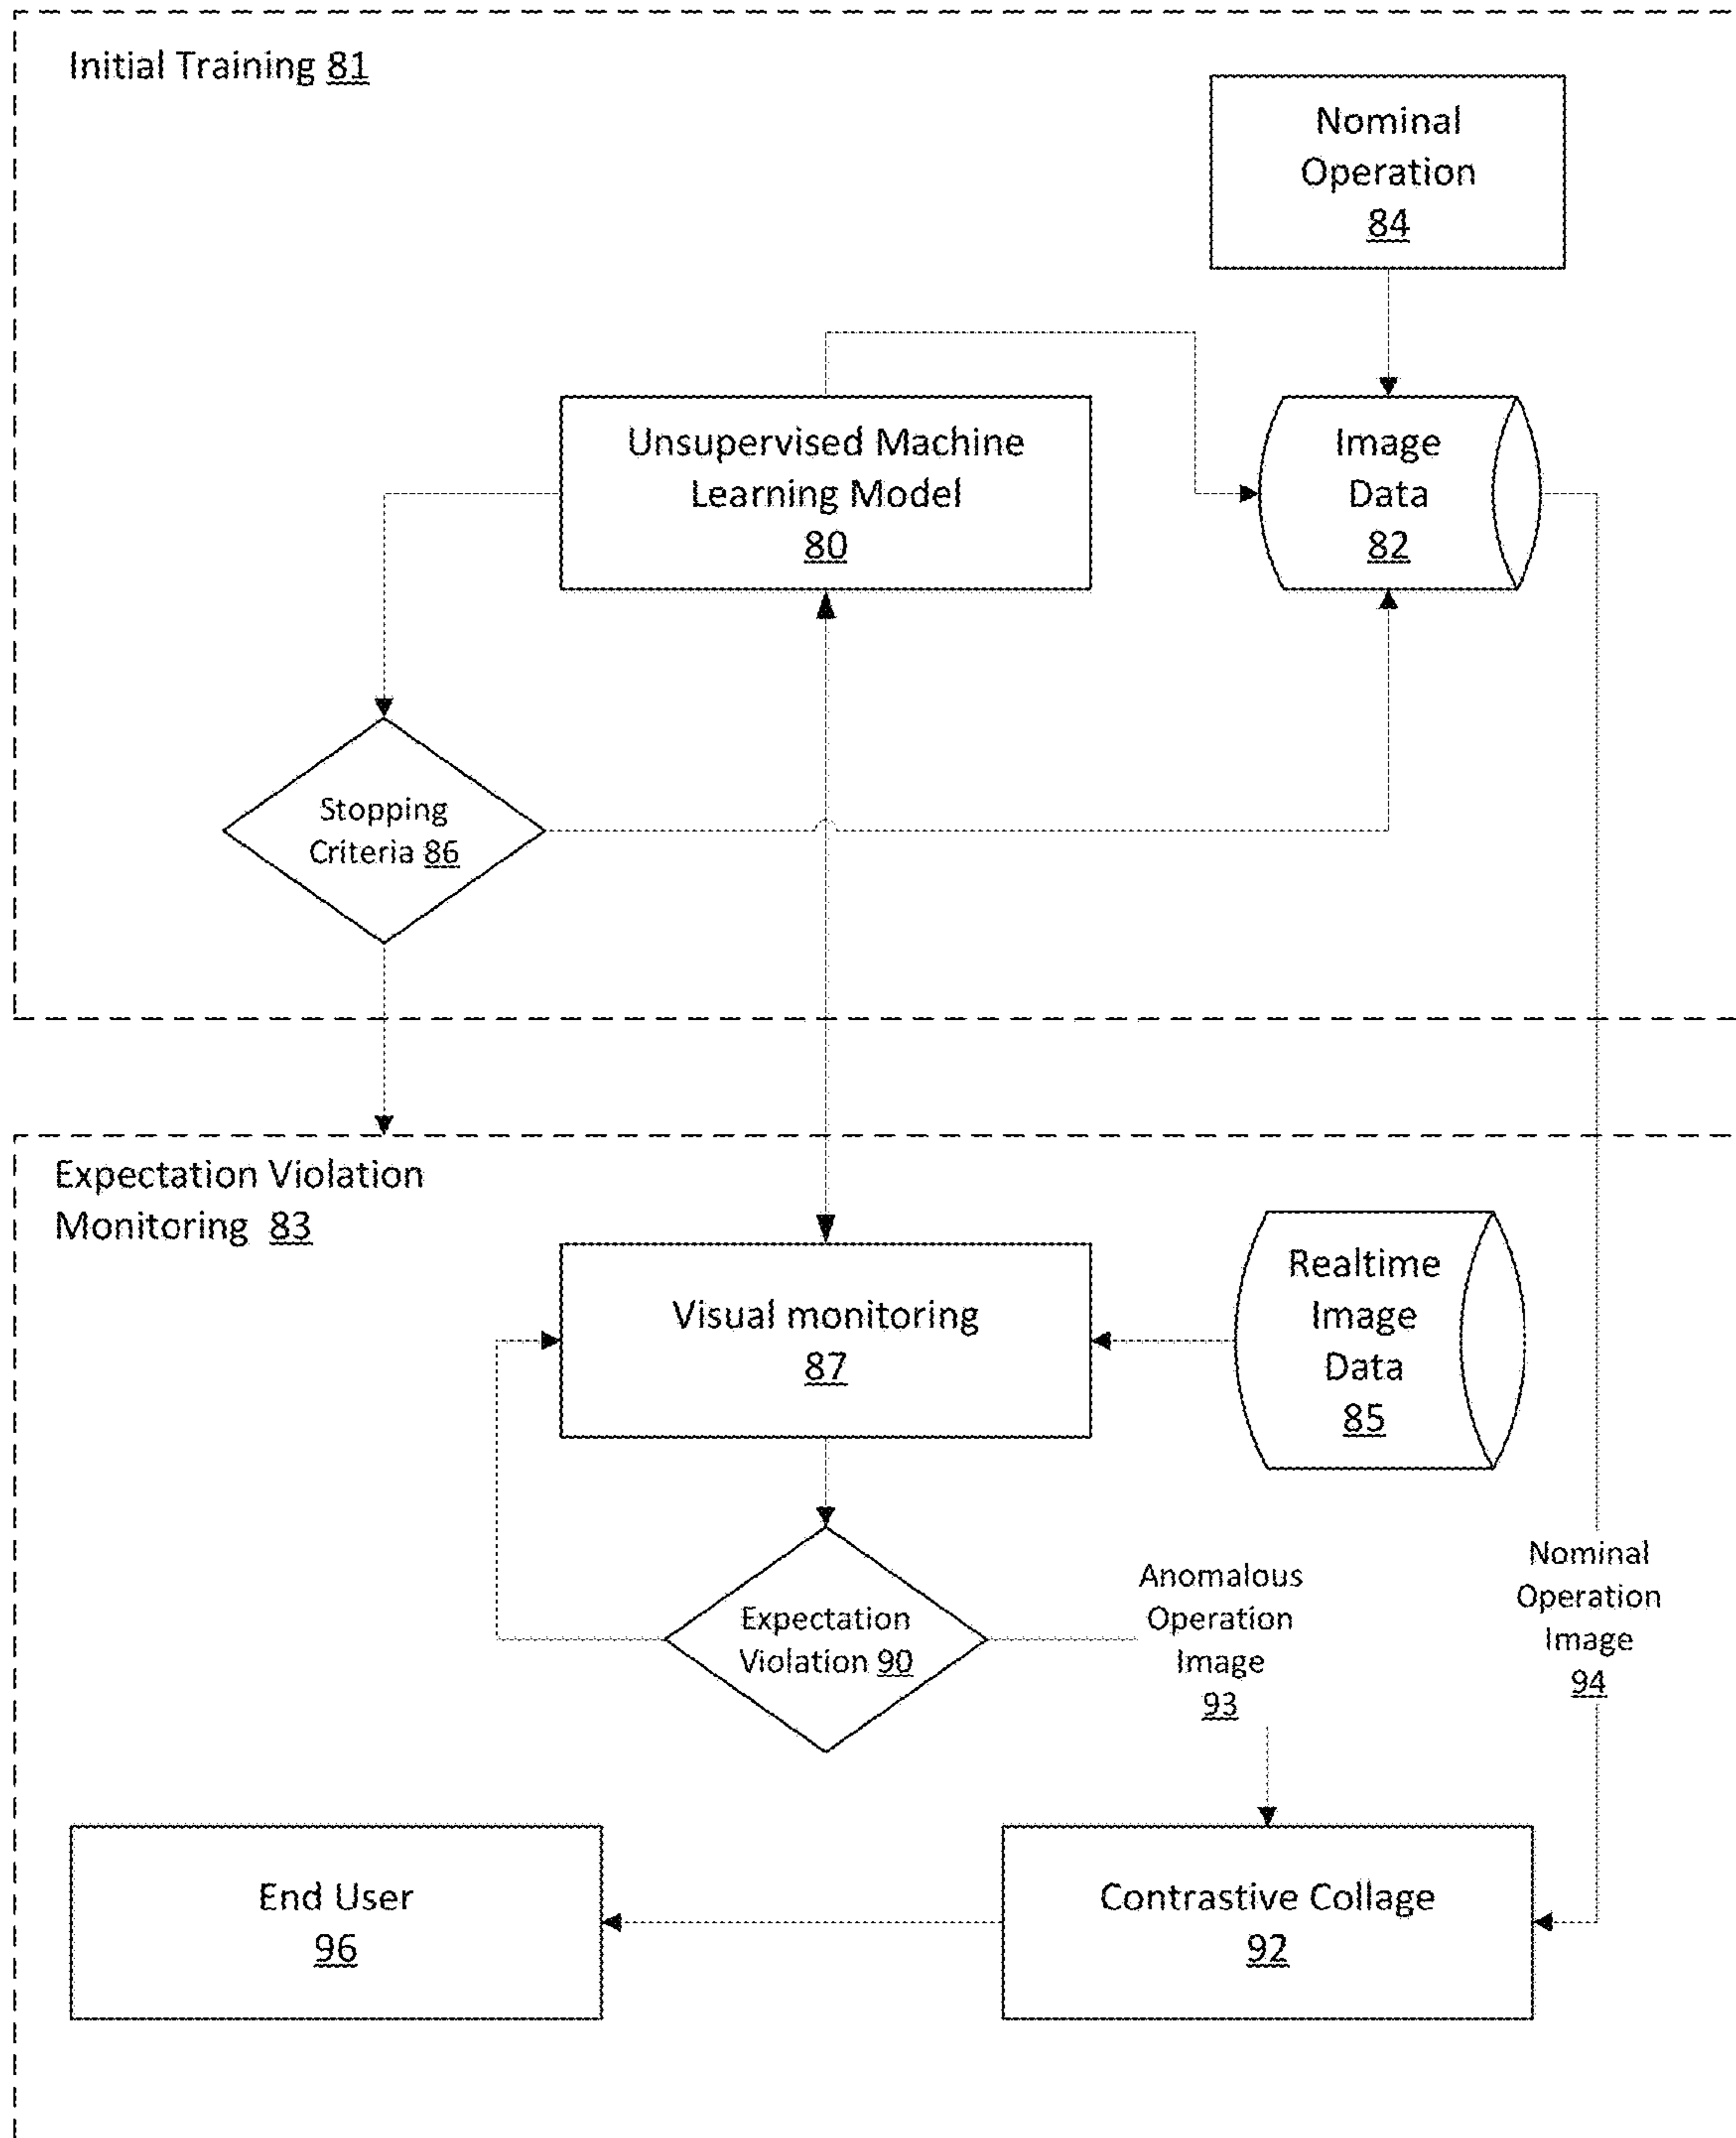 Initial Training 81
Nominal
Operation
84
Unsupervised Machine
Learning Model
80
Image
Data
82
Stopping
Criteria 86
Expectation Violation
Monitoring 83
Visual monitoring
87
Realtime
Image
Data
85
Expectation
Violation 90
Anomalous
Operation
Image
93
Nominal
Operation
Image
94
End User
96
Contrastive Collage
92